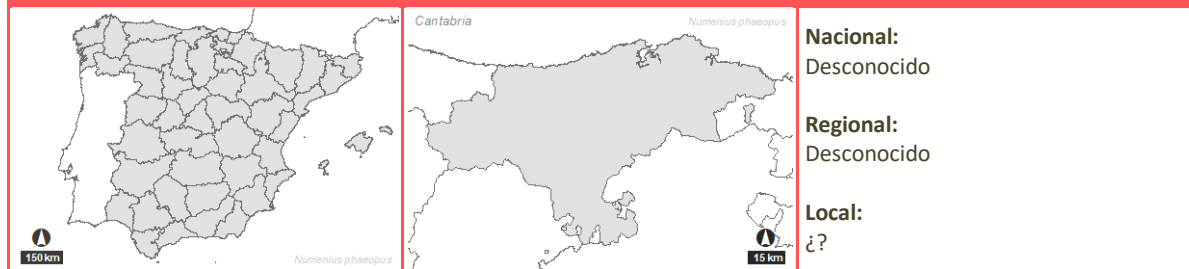 150 km
Numenius phaeopus
Cantabria
Numenius phaeopus
15 km
Nacional:
Desconocido
Regional:
Desconocido
Local:
¿?